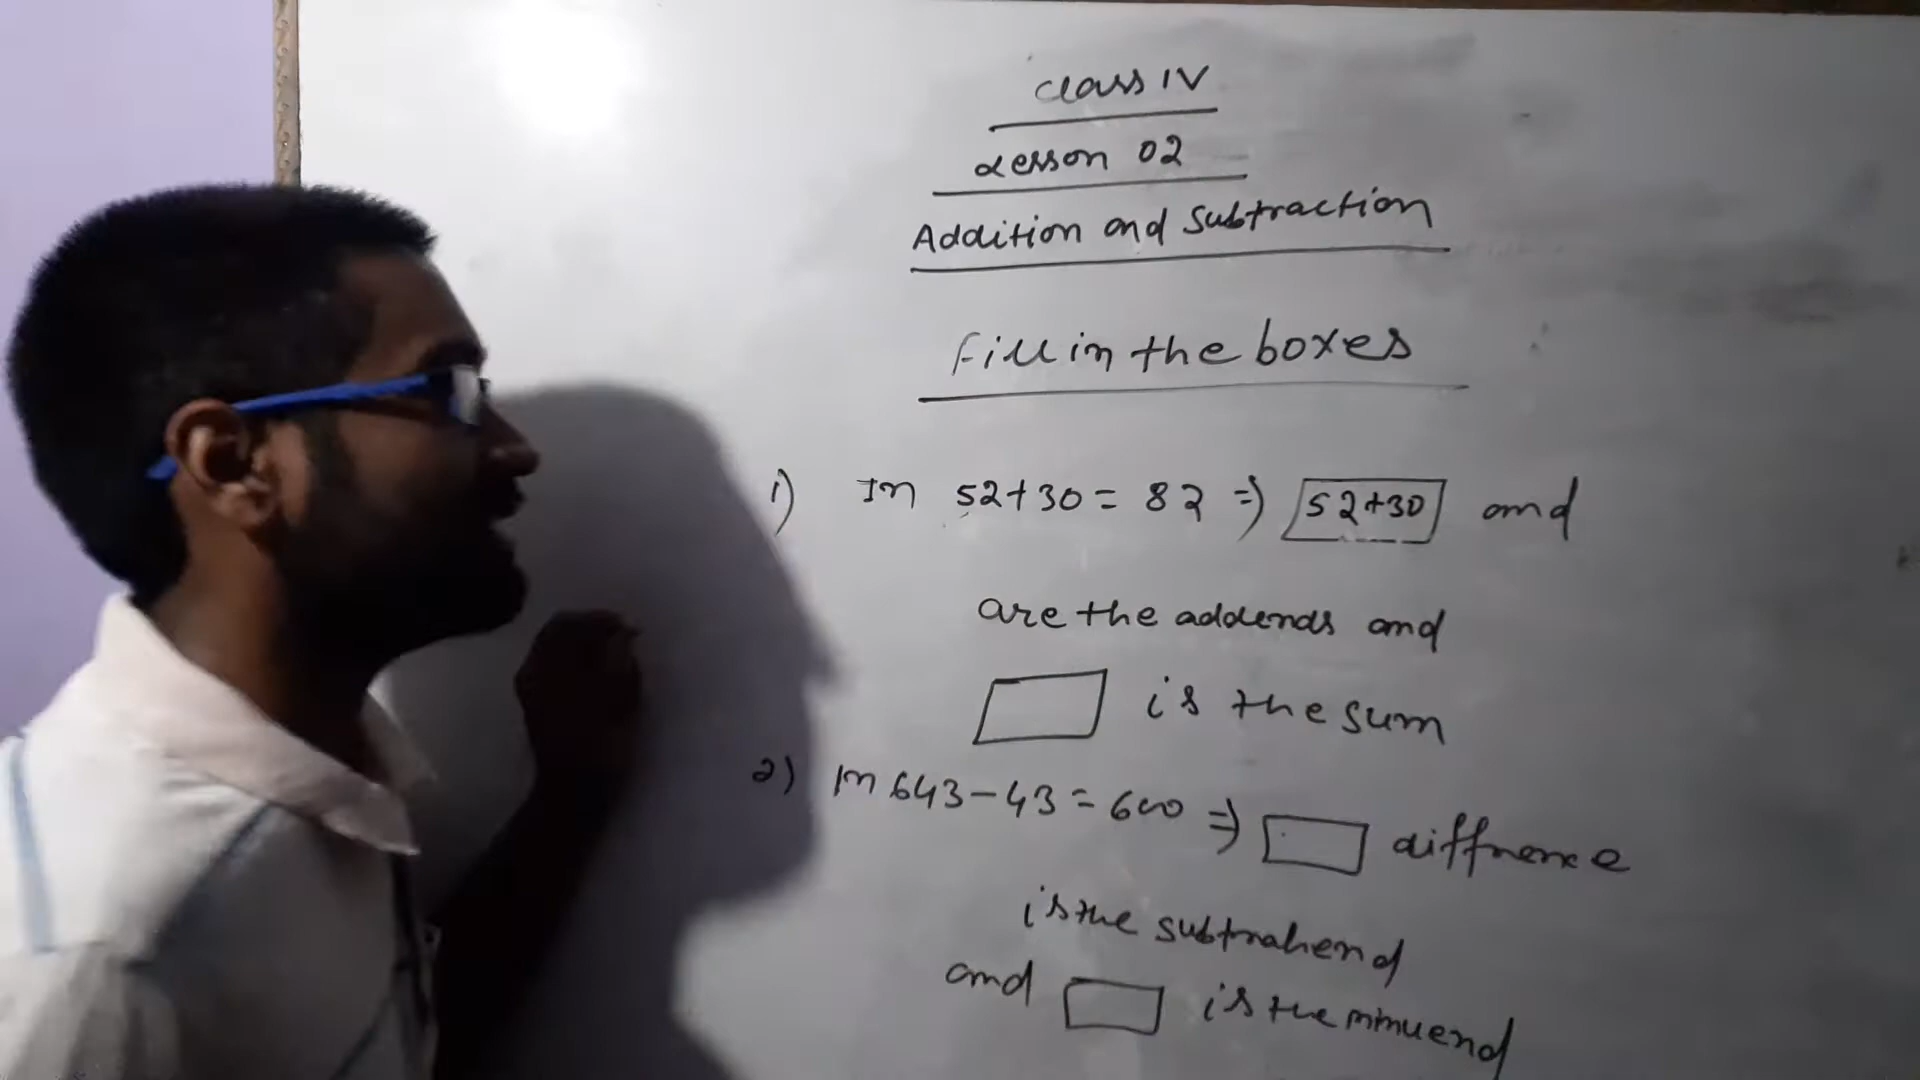 Class IV
Lesson 02
Addition and Subtraction
Fill in the boxes
1) In 52+30 = 82 ⇒ 52+30 and
are the addends and
is the sum
2) In 643-43 = 600 ⇒ diffrence
is the subtrahend
and is the minuend